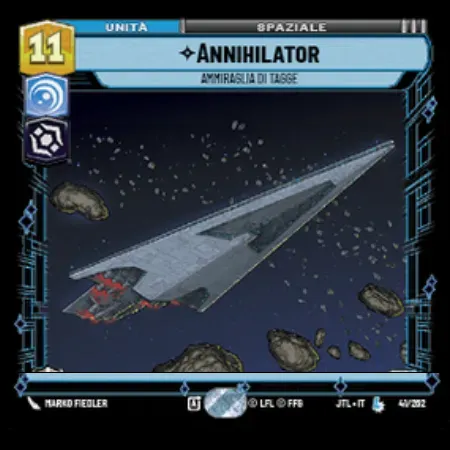 UNITÀ SPAZIALE
11
ANNIHILATOR
AMMIRAGLIA DI TAGGE
MARKO FIEDLER © LFL © FFG JTL • IT 41/262